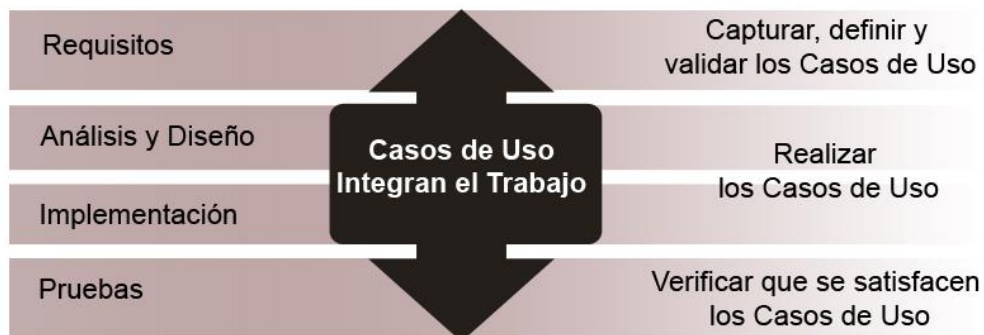 Requisitos
Capturar, definir y
validar los Casos de Uso
Análisis y Diseño
Casos de Uso
Integran el Trabajo
Realizar
los Casos de Uso
Implementación
Pruebas
Verificar que se satisfacen
los Casos de Uso